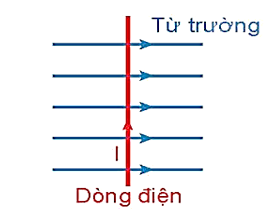 Từ trường
I
Dòng điện